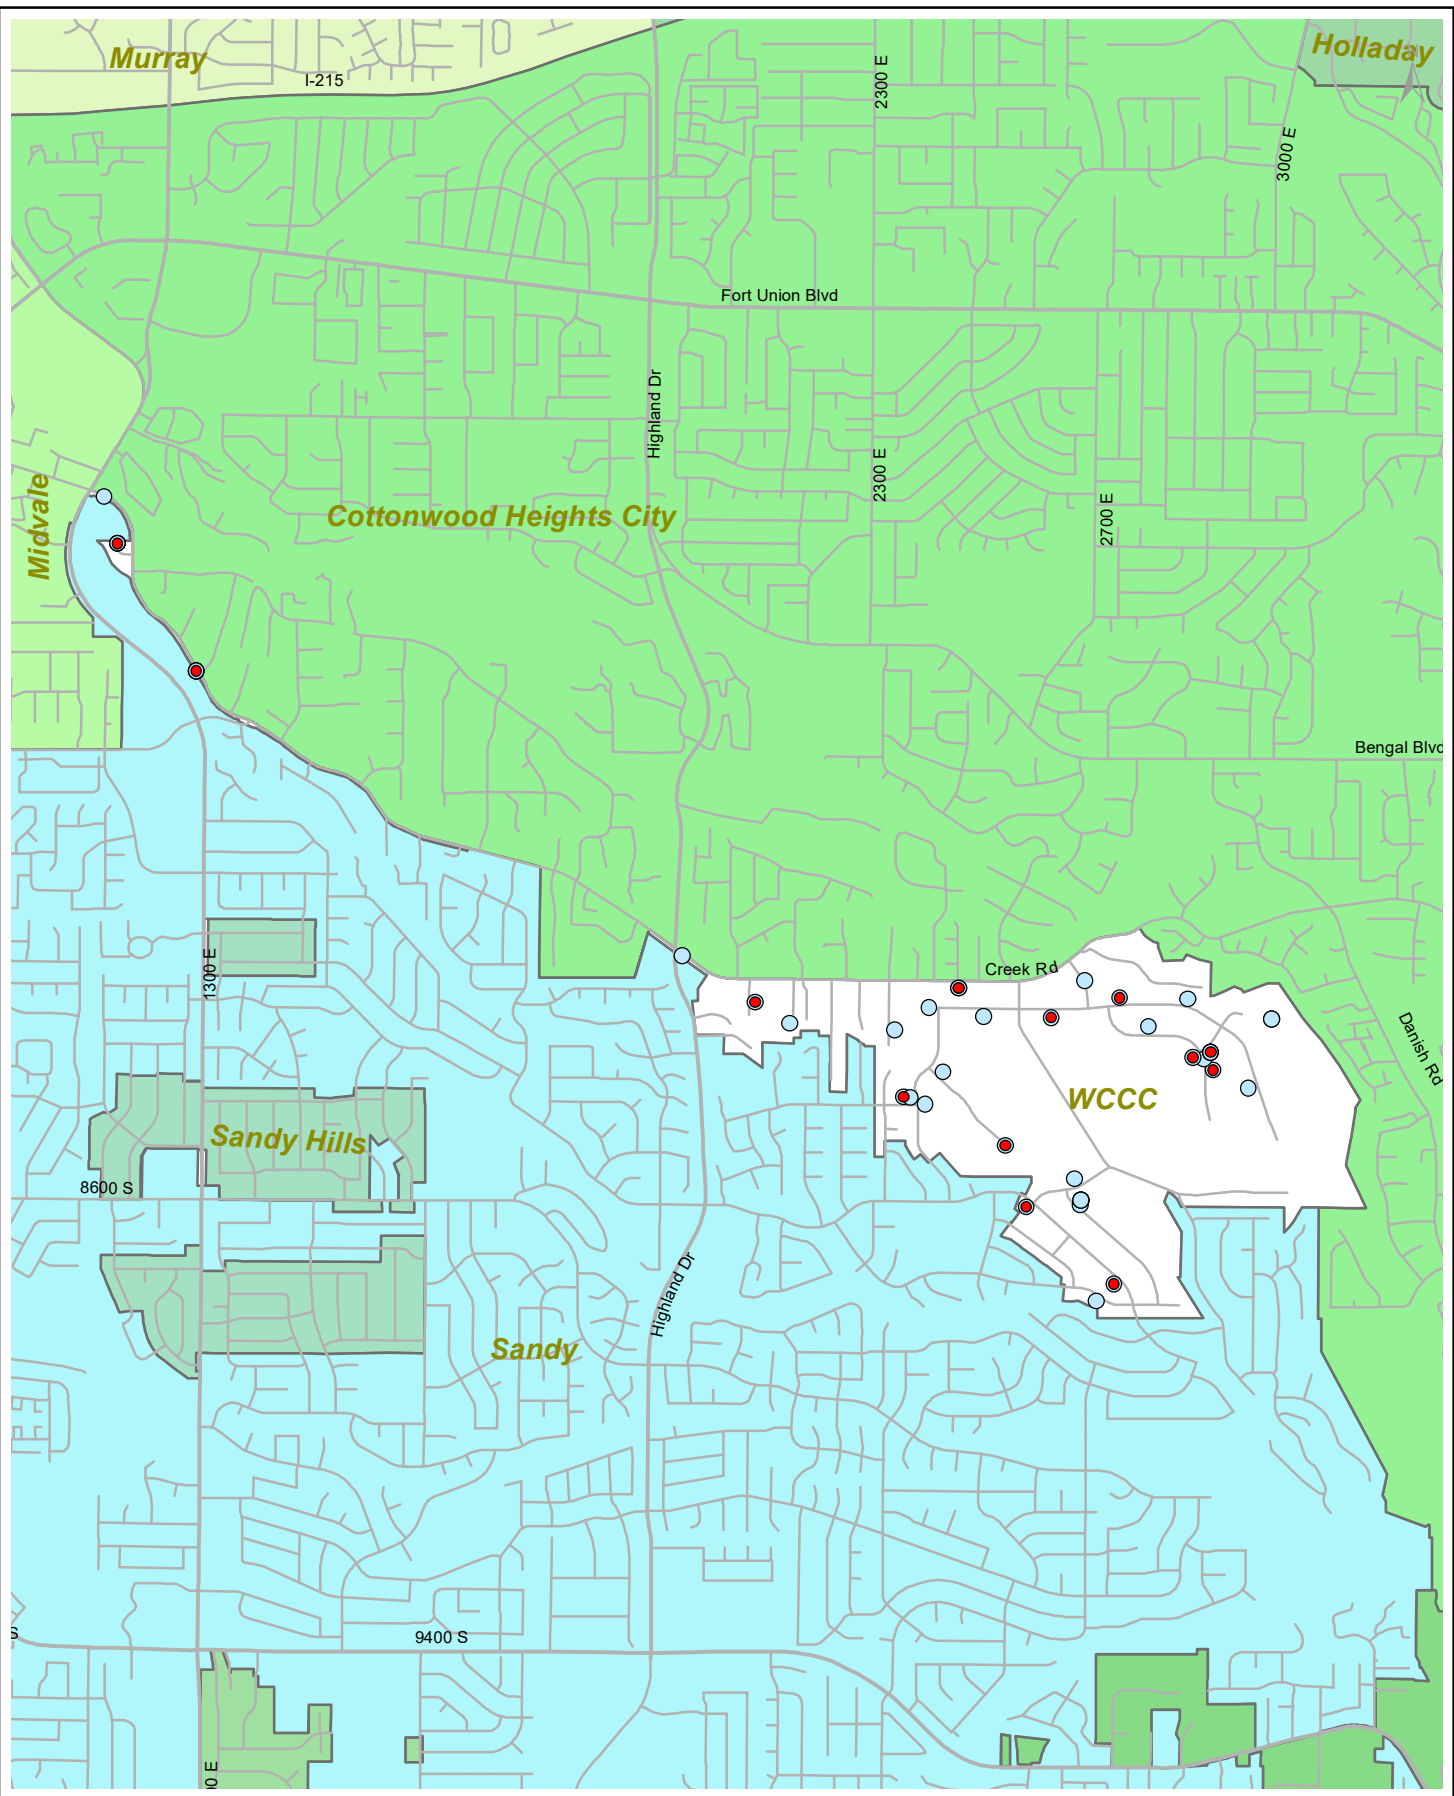 Murray
Holladay
I-215
2300 E
3000 E
Fort Union Blvd
Highland Dr
2300 E
Midvale
Cottonwood Heights City
2700 E
Bengal Blvd
1300 E
Creek Rd
Danish Rd
WCCC
Sandy Hills
8600 S
Highland Dr
Sandy
S
9400 S
0 E